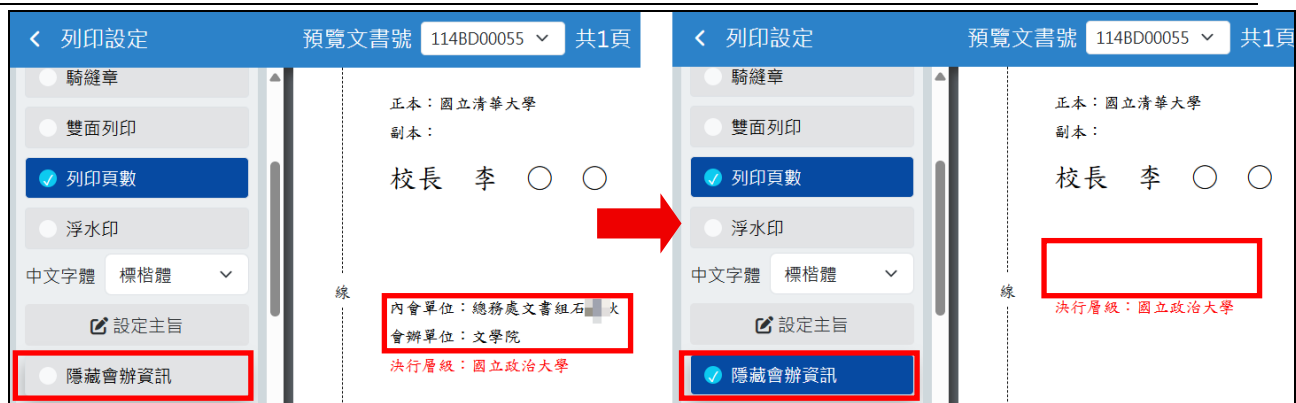 列印設定
預覽文書號 114BD00055 共1頁
騎縫章
雙面列印
列印頁數
浮水印
中文字體 標楷體
設定主旨
隱藏會辦資訊
正本：國立清華大學
副本：
校長 李 〇 〇
線
內會單位：總務處文書組石
會辦單位：文學院
決行層級：國立政治大學
列印設定
預覽文書號 114BD00055 共1頁
騎縫章
雙面列印
列印頁數
浮水印
中文字體 標楷體
設定主旨
隱藏會辦資訊
正本：國立清華大學
副本：
校長 李 〇 〇
線
決行層級：國立政治大學